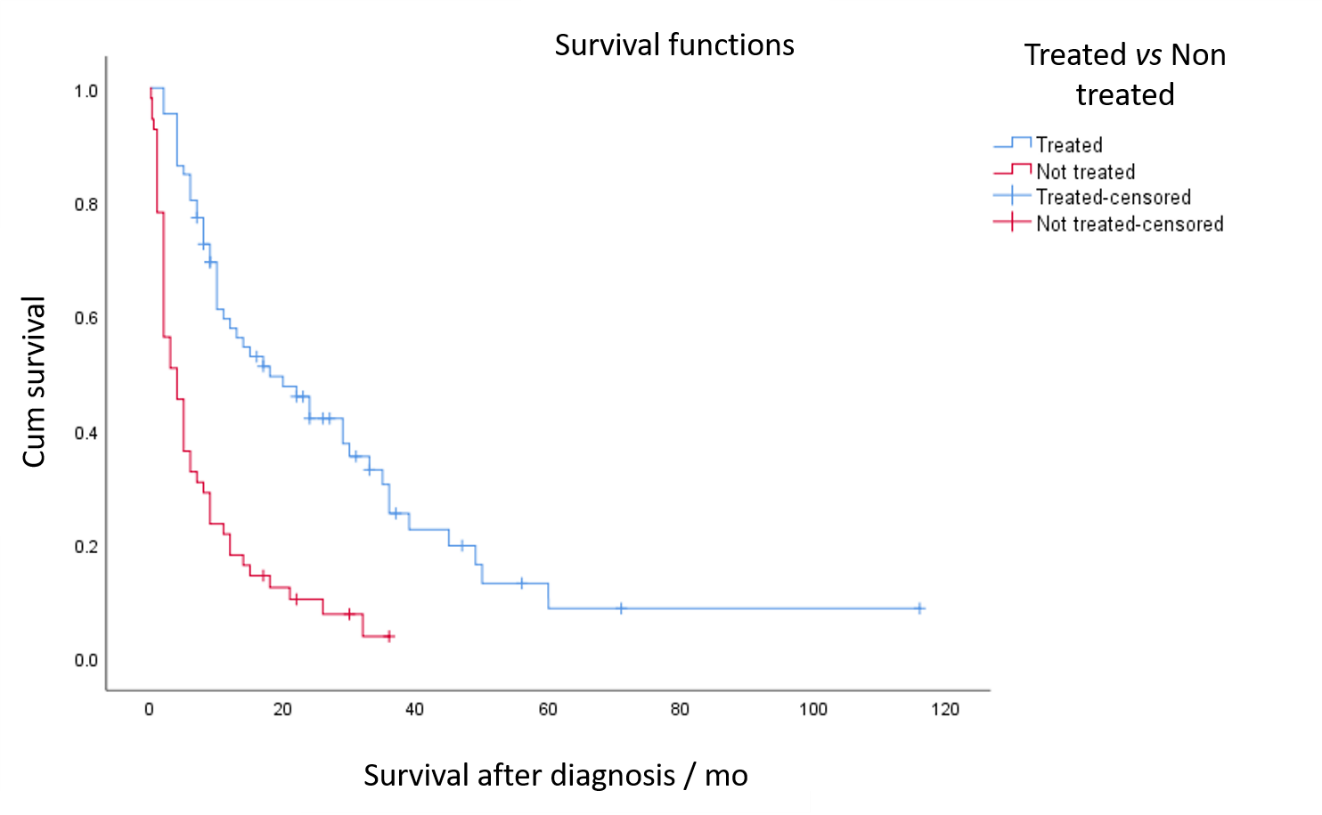 Survival functions
Treated vs Non
treated
Treated
Not treated
Treated-censored
Not treated-censored
Cum survival
1.0
0.8
0.6
0.4
0.2
0.0
0
20
40
60
80
100
120
Survival after diagnosis / mo